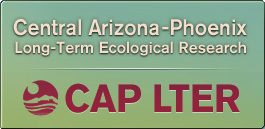 Central Arizona-Phoenix
Long-Term Ecological Research
CAP LTER